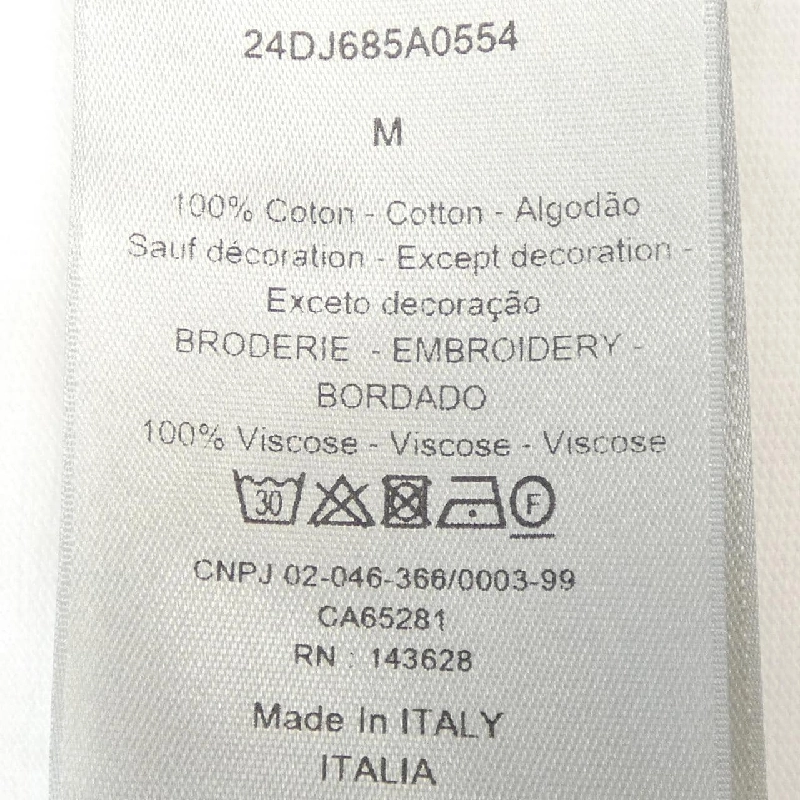 24DJ685A0554
M
100% Coton - Cotton - Algodão
Sauf décoration - Except decoration -
Exceto decoração
BRODERIE - EMBROIDERY -
BORDADO
100% Viscose - Viscose - Viscose
30 F
CNPJ 02-046-366/0003-99
CA65281
RN : 143628
Made In ITALY
ITALIA